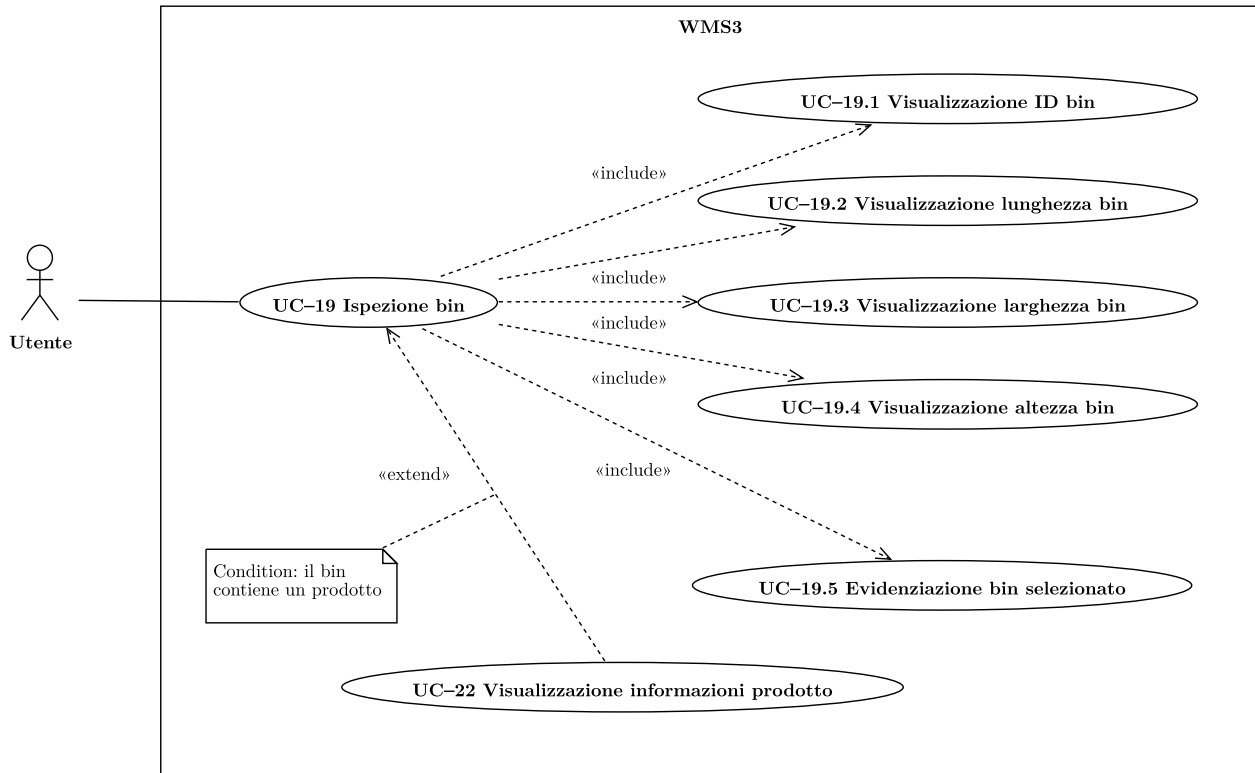 WMS3
UC–19.1 Visualizzazione ID bin
«include»
UC–19.2 Visualizzazione lunghezza bin
«include»
UC–19 Ispezione bin
UC–19.3 Visualizzazione larghezza bin
«include»
Utente
«include»
UC–19.4 Visualizzazione altezza bin
«extend»
«include»
Condition: il bin
contiene un prodotto
UC–19.5 Evidenziazione bin selezionato
UC–22 Visualizzazione informazioni prodotto